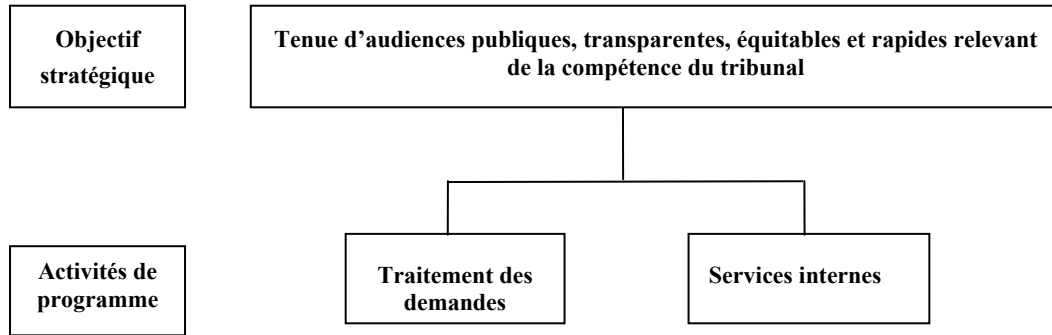 Objectif
stratégique
Tenue d’audiences publiques, transparentes, équitables et rapides relevant
de la compétence du tribunal
Activités de
programme
Traitement des
demandes
Services internes